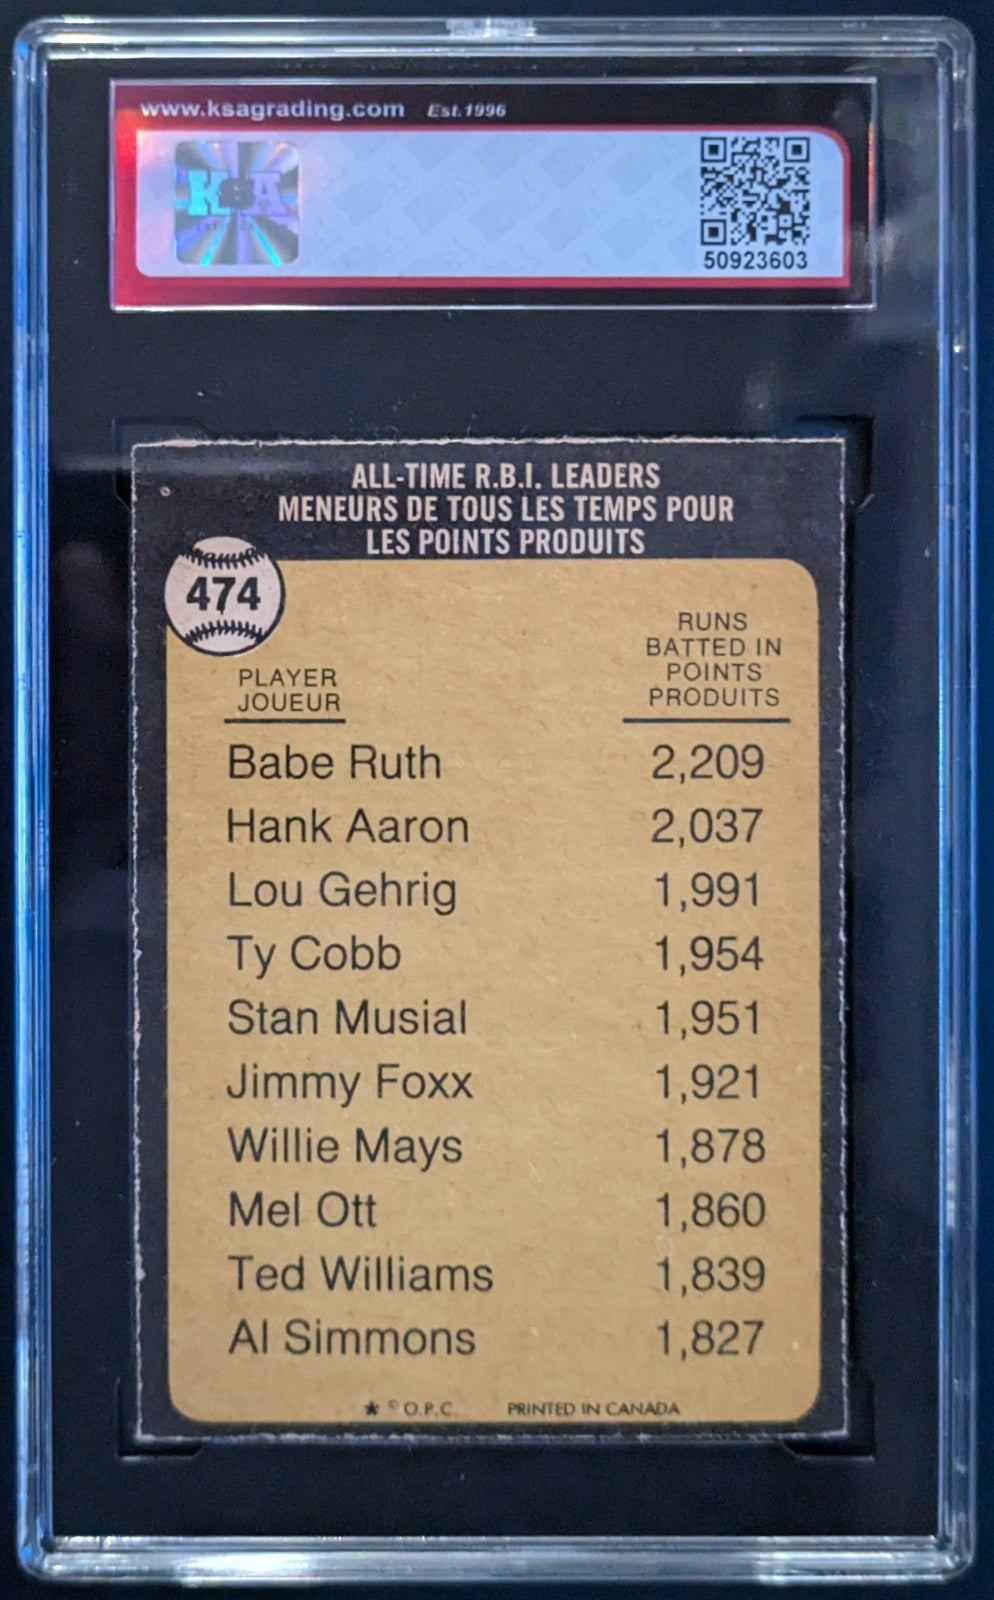 www.ksagrading.com Est.1996
KSA
50923603
ALL-TIME R.B.I. LEADERS
MENEURS DE TOUS LES TEMPS POUR
LES POINTS PRODUITS
474
RUNS
BATTED IN
POINTS
PRODUITS
PLAYER
JOUEUR
Babe Ruth 2,209
Hank Aaron 2,037
Lou Gehrig 1,991
Ty Cobb 1,954
Stan Musial 1,951
Jimmy Foxx 1,921
Willie Mays 1,878
Mel Ott 1,860
Ted Williams 1,839
Al Simmons 1,827
★ © O.P.C. PRINTED IN CANADA